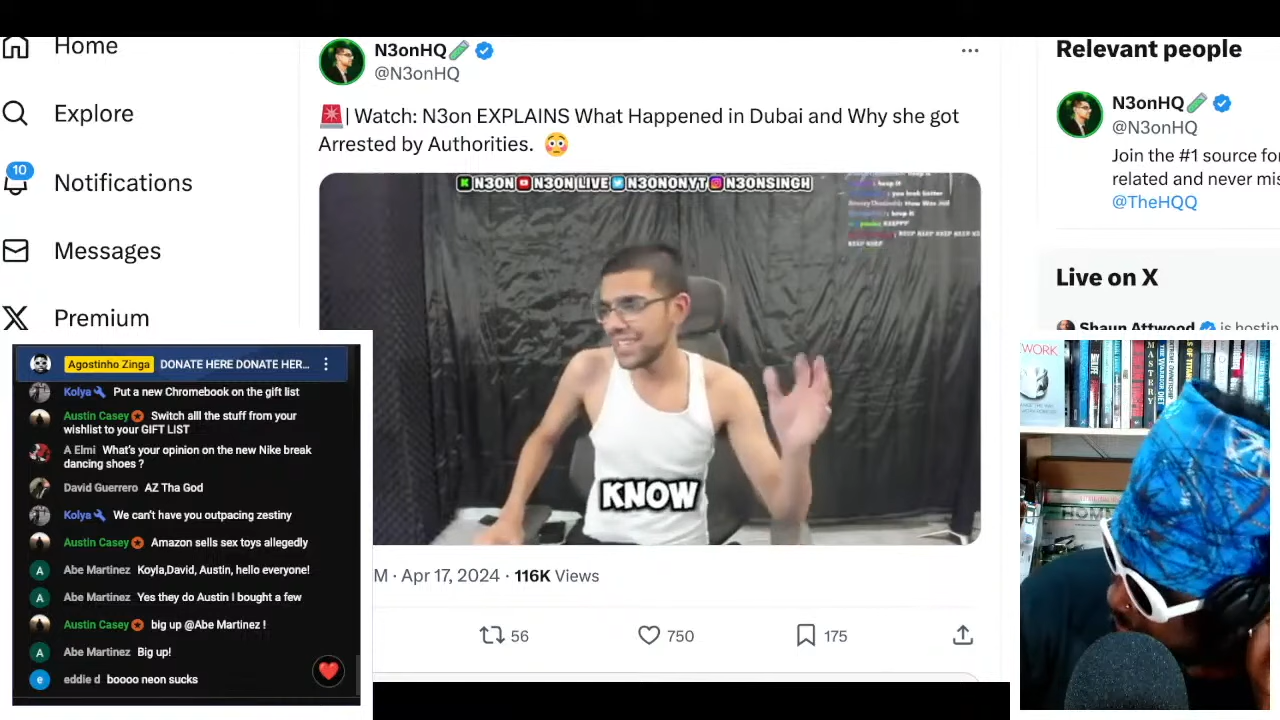 Home
Explore
10
Notifications
Messages
Premium
N3onHQ
@N3onHQ
| Watch: N3on EXPLAINS What Happened in Dubai and Why she got
Arrested by Authorities.
N3ON N3ON LIVE N3ONONYT N3ONSINGH
KNOW
M · Apr 17, 2024 · 116K Views
56
750
175
Relevant people
N3onHQ
@N3onHQ
Join the #1 source for
related and never mis
@TheHQQ
Live on X
Shaun Attwood is hostin
Agostinho Zinga DONATE HERE DONATE HER...
Kolya Put a new Chromebook on the gift list
Austin Casey Switch alll the stuff from your
wishlist to your GIFT LIST
A Elmi What's your opinion on the new Nike break
dancing shoes ?
David Guerrero AZ Tha God
Kolya We can't have you outpacing zestiny
Austin Casey Amazon sells sex toys allegedly
A Abe Martinez Koyla,David, Austin, hello everyone!
A Abe Martinez Yes they do Austin I bought a few
Austin Casey big up @Abe Martinez !
A Abe Martinez Big up!
e eddie d boooo neon sucks
WORK
MASTERY
THE WARRIOR DIET